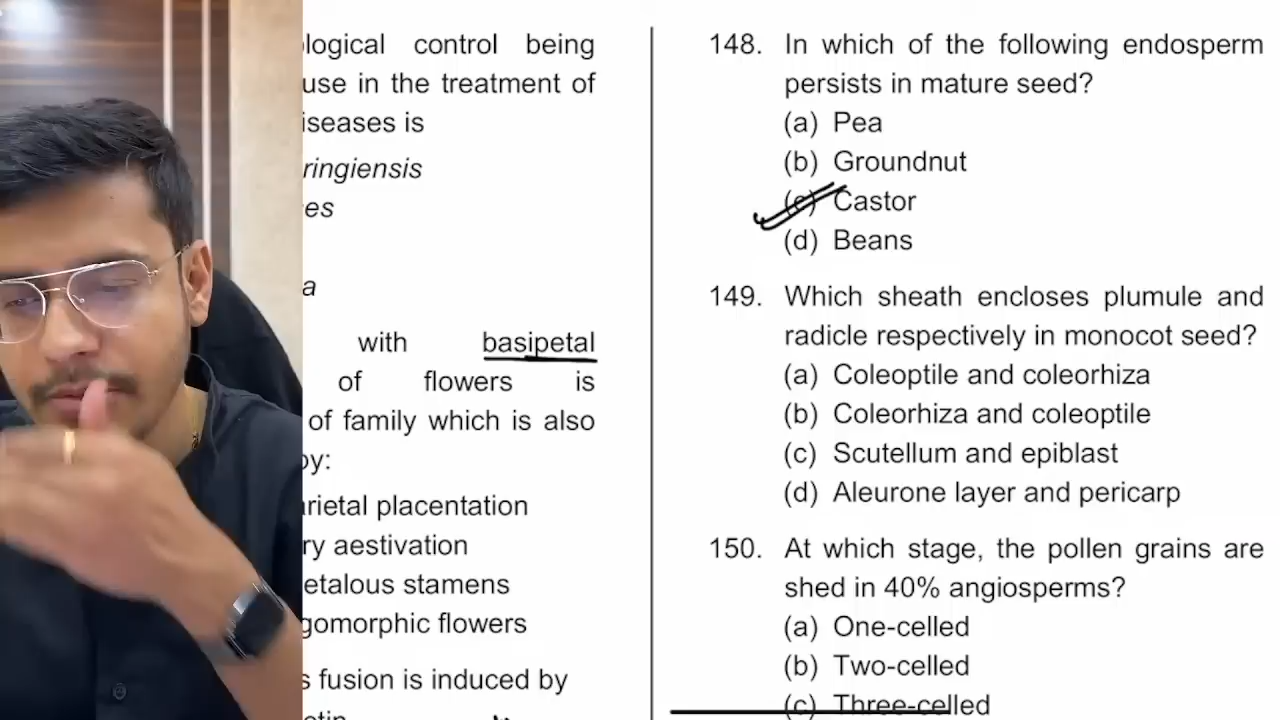 logical control being
use in the treatment of
iseases is
ringiensis
es
a
with basipetal
of flowers is
of family which is also
by:
arietal placentation
ry aestivation
etalous stamens
gomorphic flowers
s fusion is induced by
148. In which of the following endosperm
persists in mature seed?
(a) Pea
(b) Groundnut
(c) Castor
(d) Beans
149. Which sheath encloses plumule and
radicle respectively in monocot seed?
(a) Coleoptile and coleorhiza
(b) Coleorhiza and coleoptile
(c) Scutellum and epiblast
(d) Aleurone layer and pericarp
150. At which stage, the pollen grains are
shed in 40% angiosperms?
(a) One-celled
(b) Two-celled
(c) Three-celled